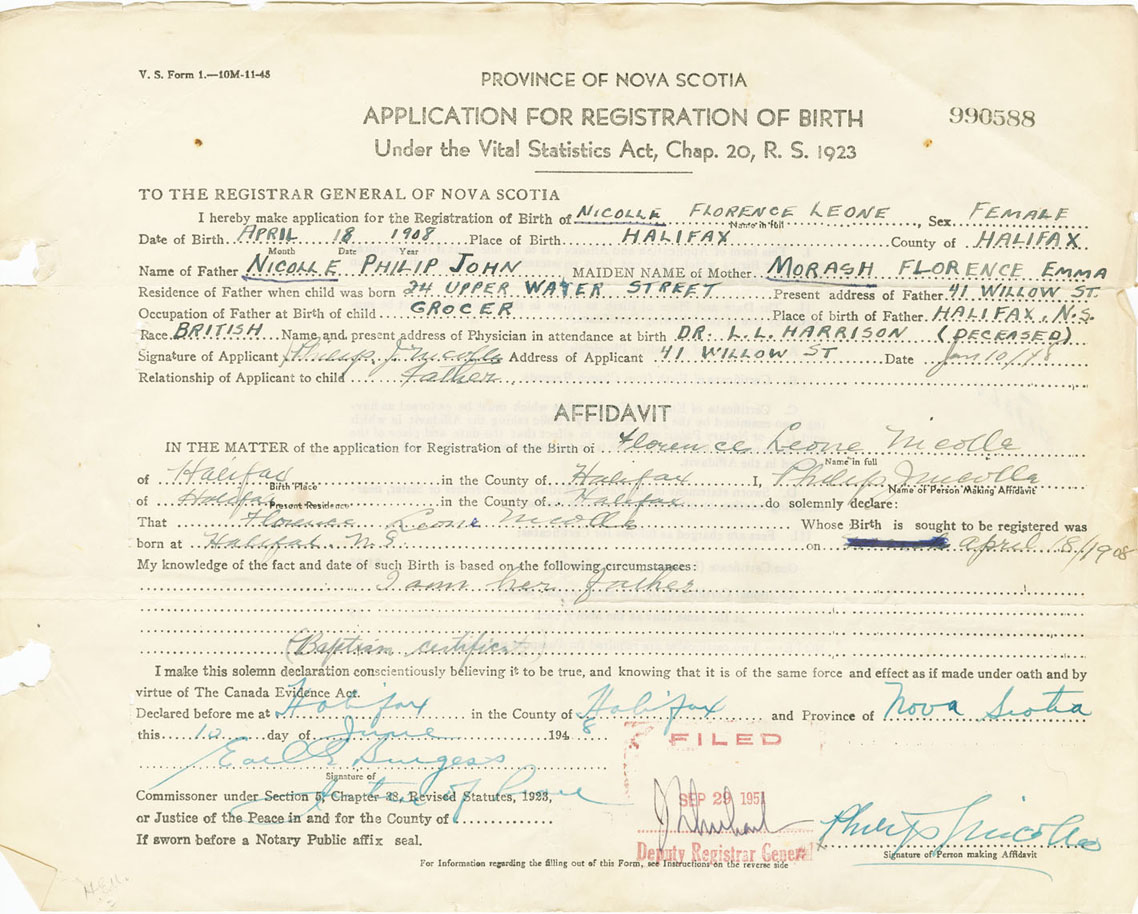 V. S. Form 1.—10M-11-48
PROVINCE OF NOVA SCOTIA
APPLICATION FOR REGISTRATION OF BIRTH
990588
Under the Vital Statistics Act, Chap. 20, R. S. 1923
TO THE REGISTRAR GENERAL OF NOVA SCOTIA
I hereby make application for the Registration of Birth of NICOLLE FLORENCE LEONE, Sex FEMALE
Name in full
Date of Birth APRIL 18 1908 Place of Birth HALIFAX County of HALIFAX
Month Date Year
Name of Father NICOLLE PHILIP JOHN MAIDEN NAME of Mother MORASH FLORENCE EMMA
Residence of Father when child was born 24 UPPER WATER STREET Present address of Father 41 WILLOW ST.
Occupation of Father at Birth of child GROCER Place of birth of Father HALIFAX, N.S.
Race BRITISH Name and present address of Physician in attendance at birth DR. L.L. HARRISON (DECEASED)
Signature of Applicant Philip J Nicolle Address of Applicant 41 WILLOW ST Date 10/48
Relationship of Applicant to child Father
AFFIDAVIT
IN THE MATTER of the application for Registration of the Birth of Florence Leone Nicolle
Name in full
of Halifax in the County of Halifax I, Philip J Nicolle
Birth Place Name of Person Making Affidavit
of Halifax in the County of Halifax do solemnly declare:
Present Residence
That Florence Leone Nicolle Whose Birth is sought to be registered was
born at Halifax N.S. on April 18/1908
My knowledge of the fact and date of such Birth is based on the following circumstances:
I am her father
(Baptism certificate)
I make this solemn declaration conscientiously believing it to be true, and knowing that it is of the same force and effect as if made under oath and by
virtue of The Canada Evidence Act.
Declared before me at Halifax in the County of Halifax and Province of Nova Scotia
this 10 day of June 1948
FILED
Earl E Burgess
Signature of
SEP 29 1951
Commissoner under Section 5, Chapter 38, Revised Statutes, 1923,
or Justice of the Peace in and for the County of
Philip J Nicolle
If sworn before a Notary Public affix seal.
Deputy Registrar General
Signature of Person making Affidavit
For Information regarding the filling out of this Form, see Instructions on the reverse side